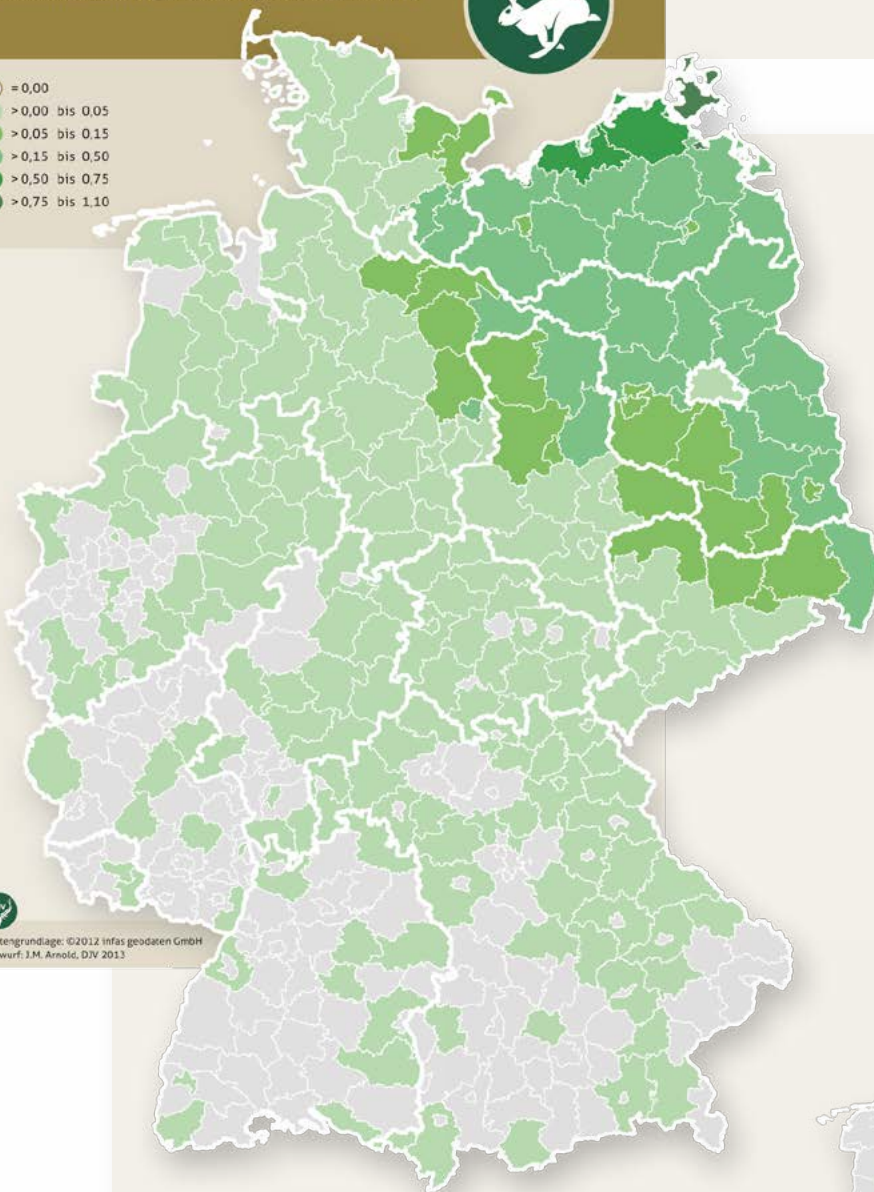 = 0,00
> 0,00 bis 0,05
> 0,05 bis 0,15
> 0,15 bis 0,50
> 0,50 bis 0,75
> 0,75 bis 1,10
tengrundlage: ©2012 infas geodaten GmbH
wurf: J.M. Arnold, DJV 2013